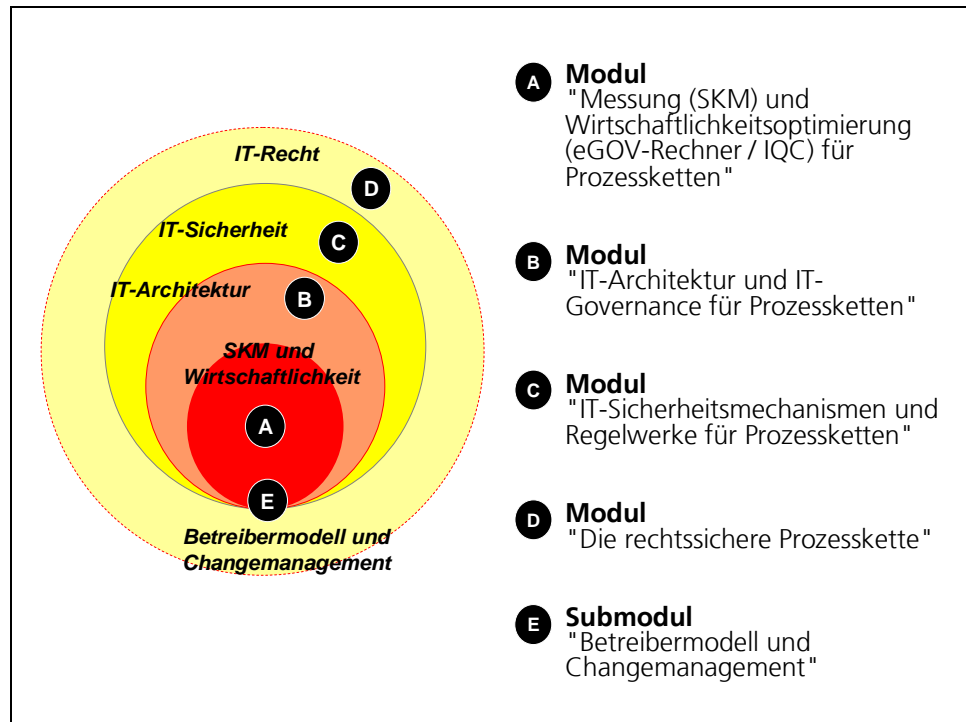 IT-Recht
D
IT-Sicherheit
C
IT-Architektur
B
SKM und
Wirtschaftlichkeit
A
E
Betreibermodell und
Changemanagement
A Modul
"Messung (SKM) und
Wirtschaftlichkeitsoptimierung
(eGOV-Rechner / IQC) für
Prozessketten"
B Modul
"IT-Architektur und IT-
Governance für Prozessketten"
C Modul
"IT-Sicherheitsmechanismen und
Regelwerke für Prozessketten"
D Modul
"Die rechtssichere Prozesskette"
E Submodul
"Betreibermodell und
Changemanagement"